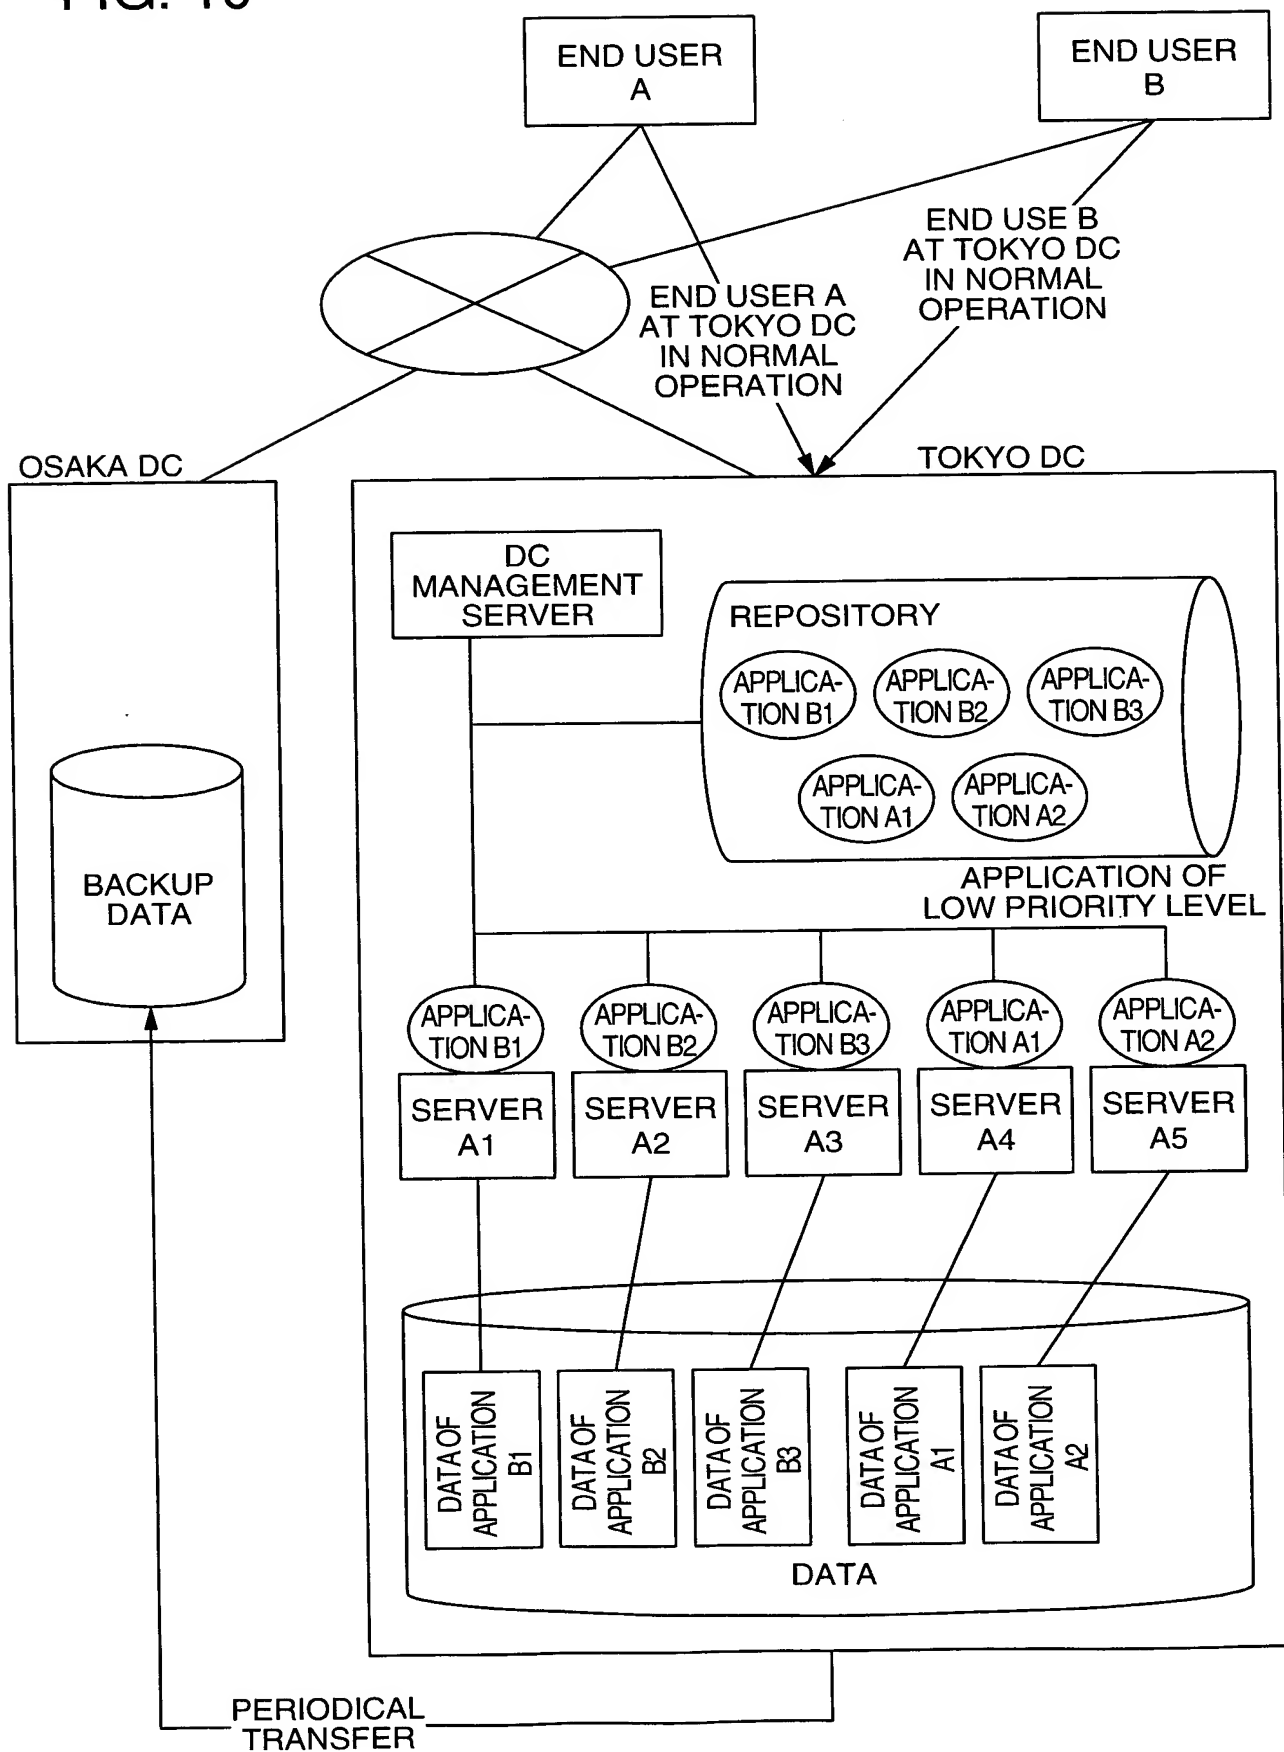 END USER
A
END USER
B
END USE B
AT TOKYO DC
IN NORMAL
OPERATION
END USER A
AT TOKYO DC
IN NORMAL
OPERATION
OSAKA DC
TOKYO DC
DC
MANAGEMENT
SERVER
REPOSITORY
APPLICA-
TION B1
APPLICA-
TION B2
APPLICA-
TION B3
APPLICA-
TION A1
APPLICA-
TION A2
BACKUP
DATA
APPLICATION OF
LOW PRIORITY LEVEL
APPLICA-
TION B1
APPLICA-
TION B2
APPLICA-
TION B3
APPLICA-
TION A1
APPLICA-
TION A2
SERVER
A1
SERVER
A2
SERVER
A3
SERVER
A4
SERVER
A5
DATA OF
APPLICATION
B1
DATA OF
APPLICATION
B2
DATA OF
APPLICATION
B3
DATA OF
APPLICATION
A1
DATA OF
APPLICATION
A2
DATA
PERIODICAL
TRANSFER